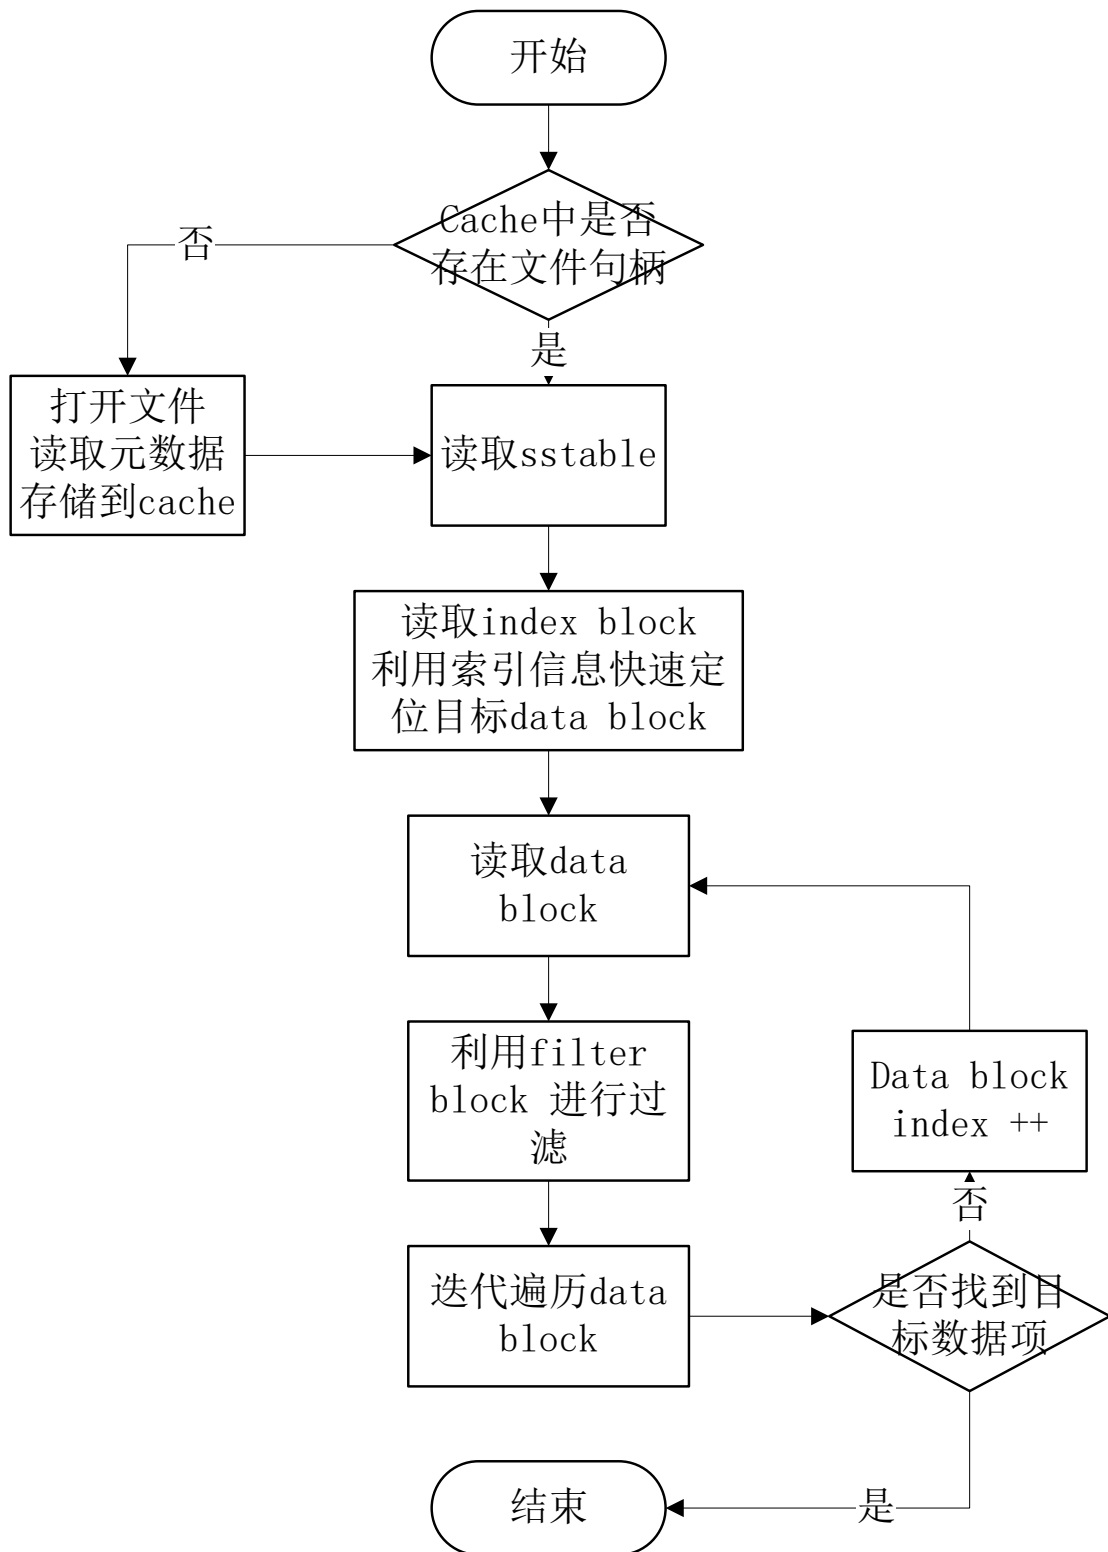 开始
Cache中是否
存在文件句柄
否
是
打开文件
读取元数据
存储到cache
读取sstable
读取index block
利用索引信息快速定
位目标data block
读取data
block
利用filter
block 进行过
滤
Data block
index ++
否
迭代遍历data
block
是否找到目
标数据项
结束
是